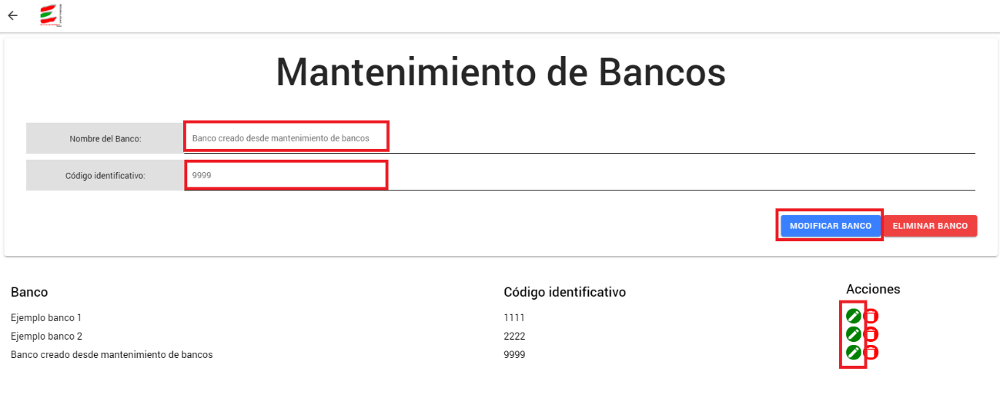 Mantenimiento de Bancos
Nombre del Banco: Banco creado desde mantenimiento de bancos
Código identificativo: 9999
MODIFICAR BANCO ELIMINAR BANCO
Banco Código identificativo Acciones
Ejemplo banco 1 1111
Ejemplo banco 2 2222
Banco creado desde mantenimiento de bancos 9999